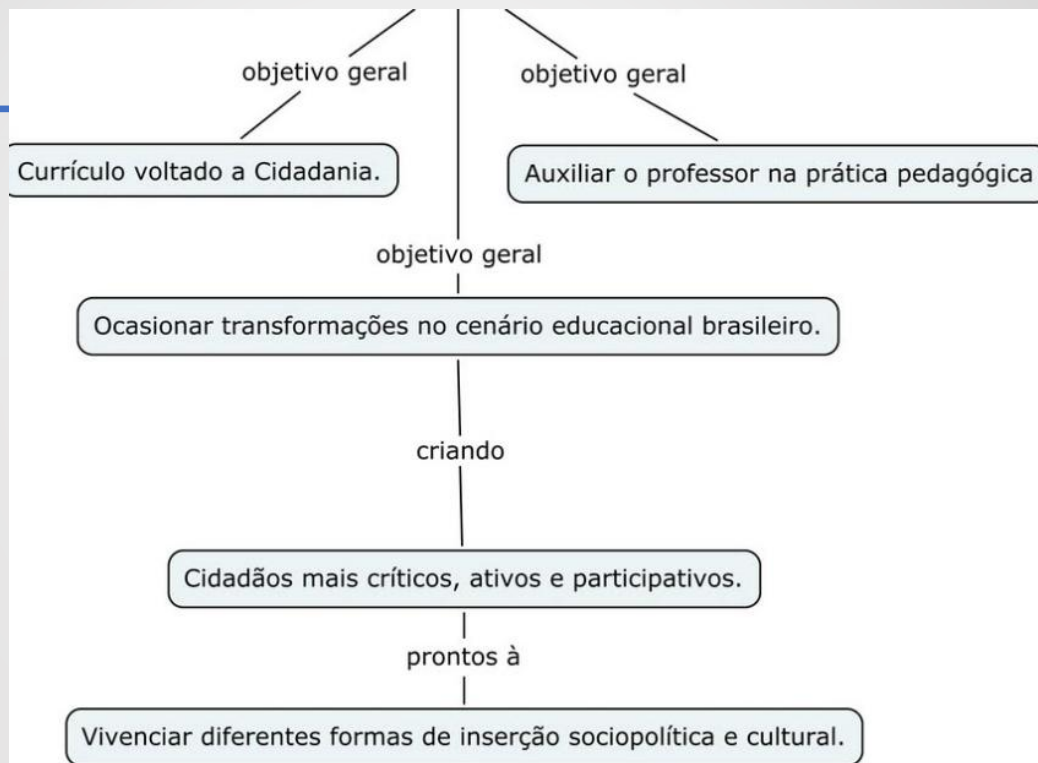 objetivo geral
objetivo geral
Currículo voltado a Cidadania.
Auxiliar o professor na prática pedagógica
objetivo geral
Ocasionar transformações no cenário educacional brasileiro.
criando
Cidadãos mais críticos, ativos e participativos.
prontos à
Vivenciar diferentes formas de inserção sociopolítica e cultural.